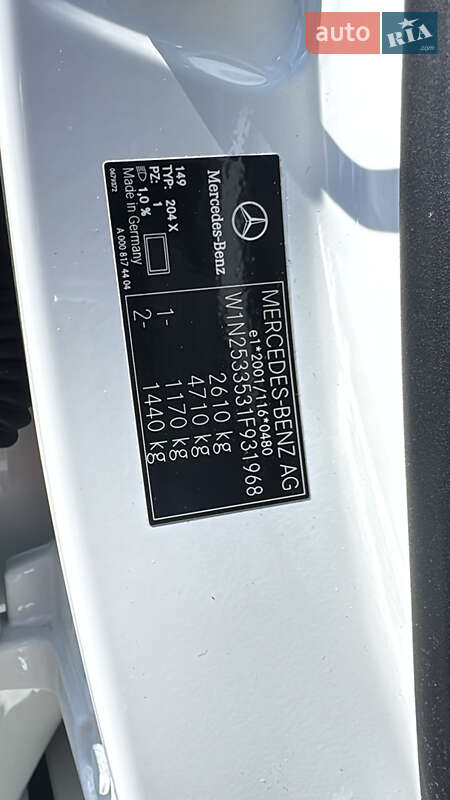 auto RIA .com
MERCEDES-BENZ AG
e1*2001/116*0480
W1N2533531F931968
2610 kg
4710 kg
1- 1170 kg
2- 1440 kg
Mercedes-Benz
149
TYP: 204 X
PZ: 1
1,0 %
Made in Germany
A 000 817 44 04